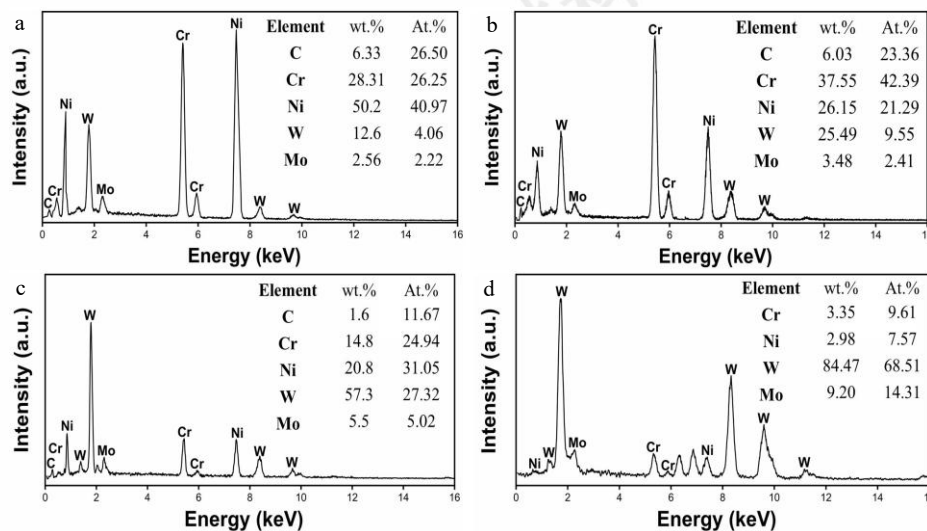 a
Element wt.% At.%
C 6.33 26.50
Cr 28.31 26.25
Ni 50.2 40.97
W 12.6 4.06
Mo 2.56 2.22
C Cr Ni W Mo Cr Cr Ni W W
Intensity (a.u.)
0 2 4 6 8 10 12 14 16
Energy (keV)
b
Element wt.% At.%
C 6.03 23.36
Cr 37.55 42.39
Ni 26.15 21.29
W 25.49 9.55
Mo 3.48 2.41
C Cr Ni W Mo Cr Cr Ni W W
Intensity (a.u.)
0 2 4 6 8 10 12 14 16
Energy (keV)
c
Element wt.% At.%
C 1.6 11.67
Cr 14.8 24.94
Ni 20.8 31.05
W 57.3 27.32
Mo 5.5 5.02
C Cr Ni W W Mo Cr Cr Ni W W
Intensity (a.u.)
0 2 4 6 8 10 12 14 16
Energy (keV)
d
Element wt.% At.%
Cr 3.35 9.61
Ni 2.98 7.57
W 84.47 68.51
Mo 9.20 14.31
Ni W W Mo Cr Cr Ni W W W
Intensity (a.u.)
0 2 4 6 8 10 12 14 16
Energy (keV)